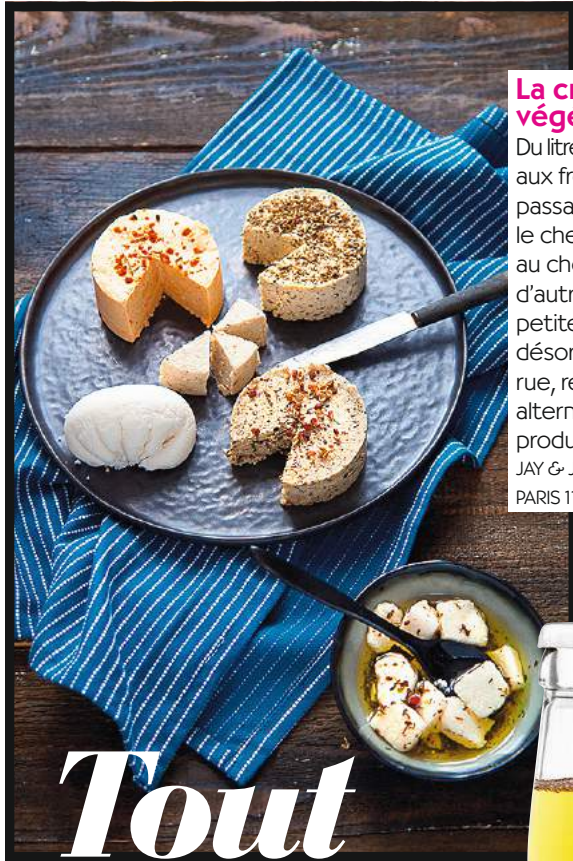 La cr
végé
Du litre
aux fr
passa
le che
au ch
d'autr
petite
désor
rue, re
altern
produ
JAY & J
PARIS 1
Tout